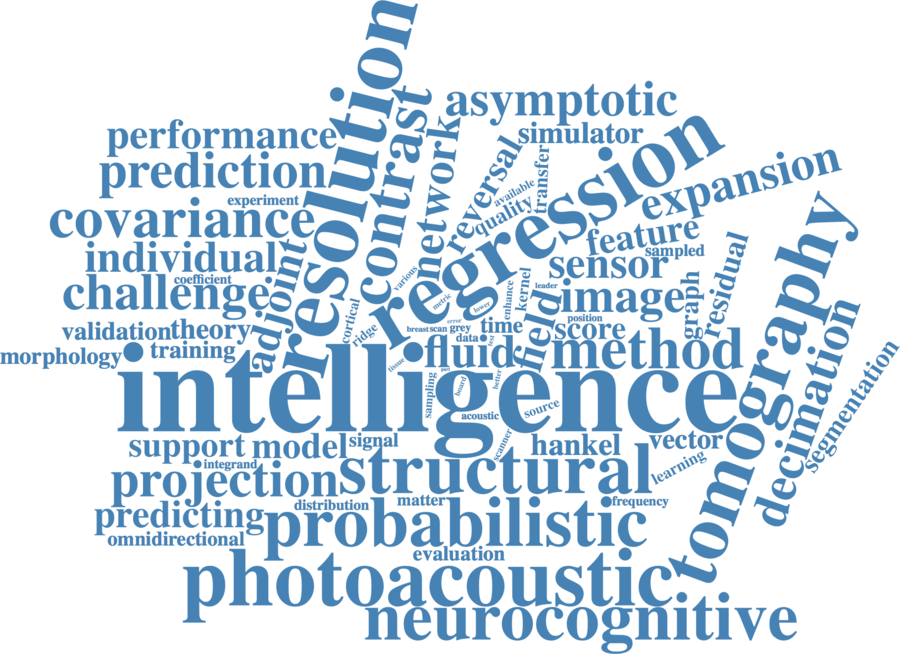 resolution
asymptotic
contrast
regression
performance
simulator
network
reversal
transfer
prediction
expansion
available
quality
experiment
covariance
feature
tomography
individual
sampled
sensor
residual
adjoint
coefficient
various
kernel
leader
graph
challenge
enhance
image
metric
lower
field
cortical
ridge
validation
theory
error
breast
scan
grey
time
position
score
data
test
decimation
morphology
training
tissue
fluid
method
segmentation
intelligence
sampling
board
better
acoustic
source
support
model
signal
scanner
hankel
vector
integrand
structural
learning
projection
distribution
matter
frequency
predicting
probabilistic
omnidirectional
evaluation
photoacoustic
neurocognitive